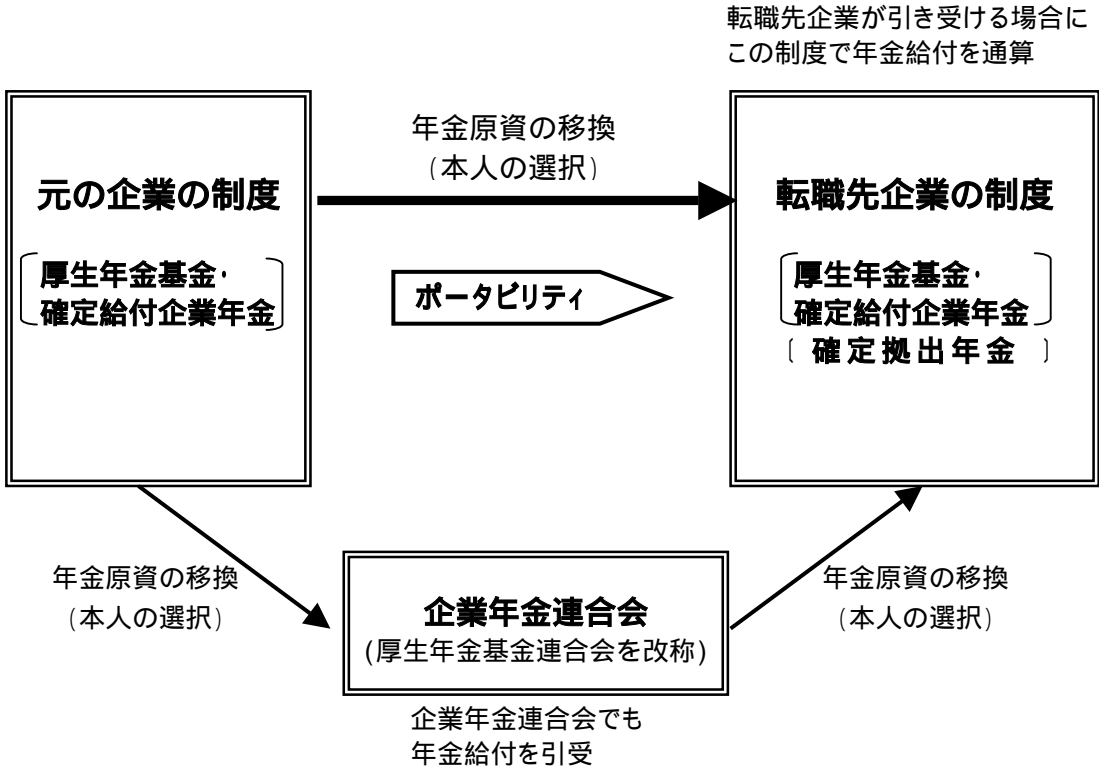 転職先企業が引き受ける場合に
この制度で年金給付を通算
年金原資の移換
(本人の選択)
元の企業の制度
厚生年金基金・
確定給付企業年金
ポータビリティ
転職先企業の制度
厚生年金基金・
確定給付企業年金
〔 確定拠出年金 〕
年金原資の移換
(本人の選択)
企業年金連合会
(厚生年金基金連合会を改称)
年金原資の移換
(本人の選択)
企業年金連合会でも
年金給付を引受